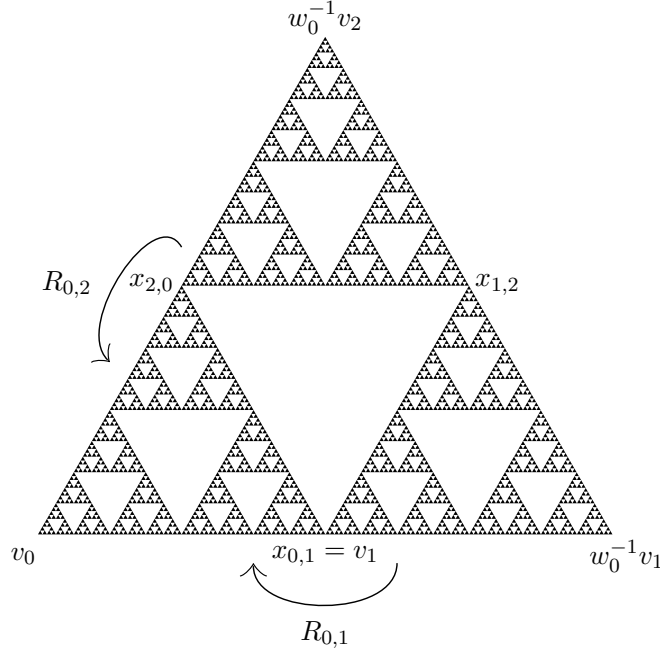 $w_0^{-1}v_2$
$R_{0,2}$
$x_{2,0}$
$x_{1,2}$
$v_0$
$x_{0,1} = v_1$
$w_0^{-1}v_1$
$R_{0,1}$